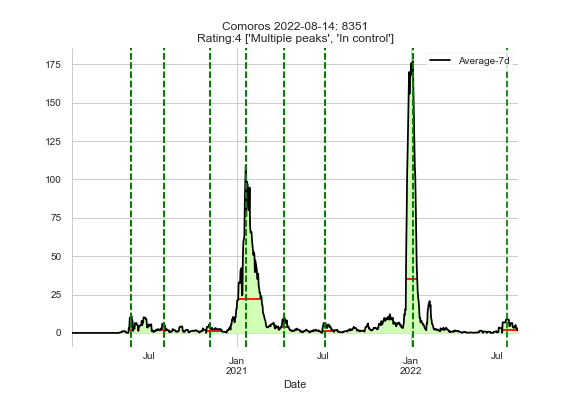 Comoros 2022-08-14: 8351
Rating:4 ['Multiple peaks', 'In control']
Average-7d
175
150
125
100
75
50
25
0
Jul
Jan
2021
Jul
Jan
2022
Jul
Date